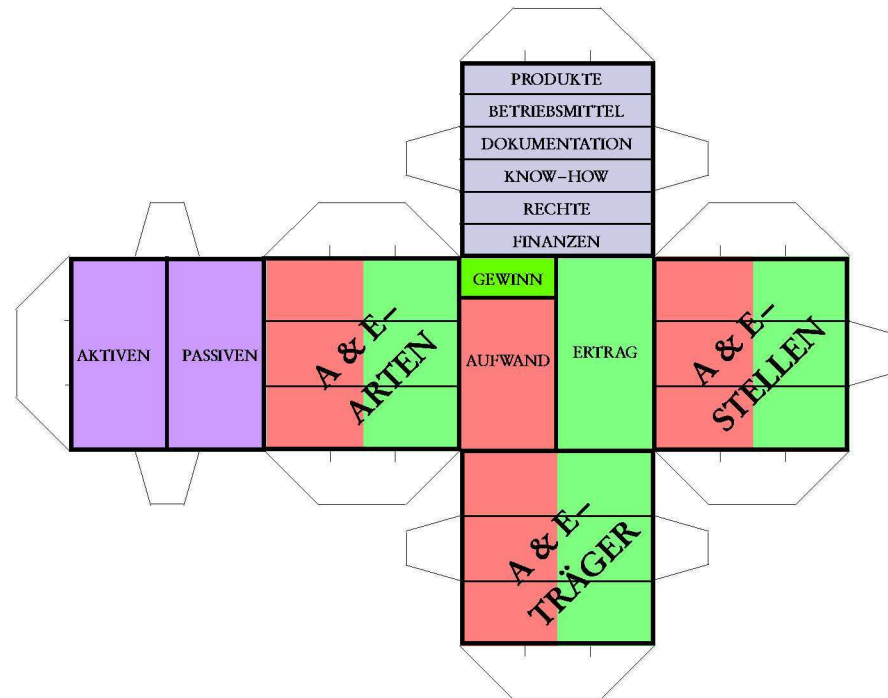 PRODUKTE
BETRIEBSMITTEL
DOKUMENTATION
KNOW-HOW
RECHTE
FINANZEN
AKTIVEN
PASSIVEN
A & E-
ARTEN
GEWINN
AUFWAND
ERTRAG
A & E-
STELLEN
A & E-
TRÄGER